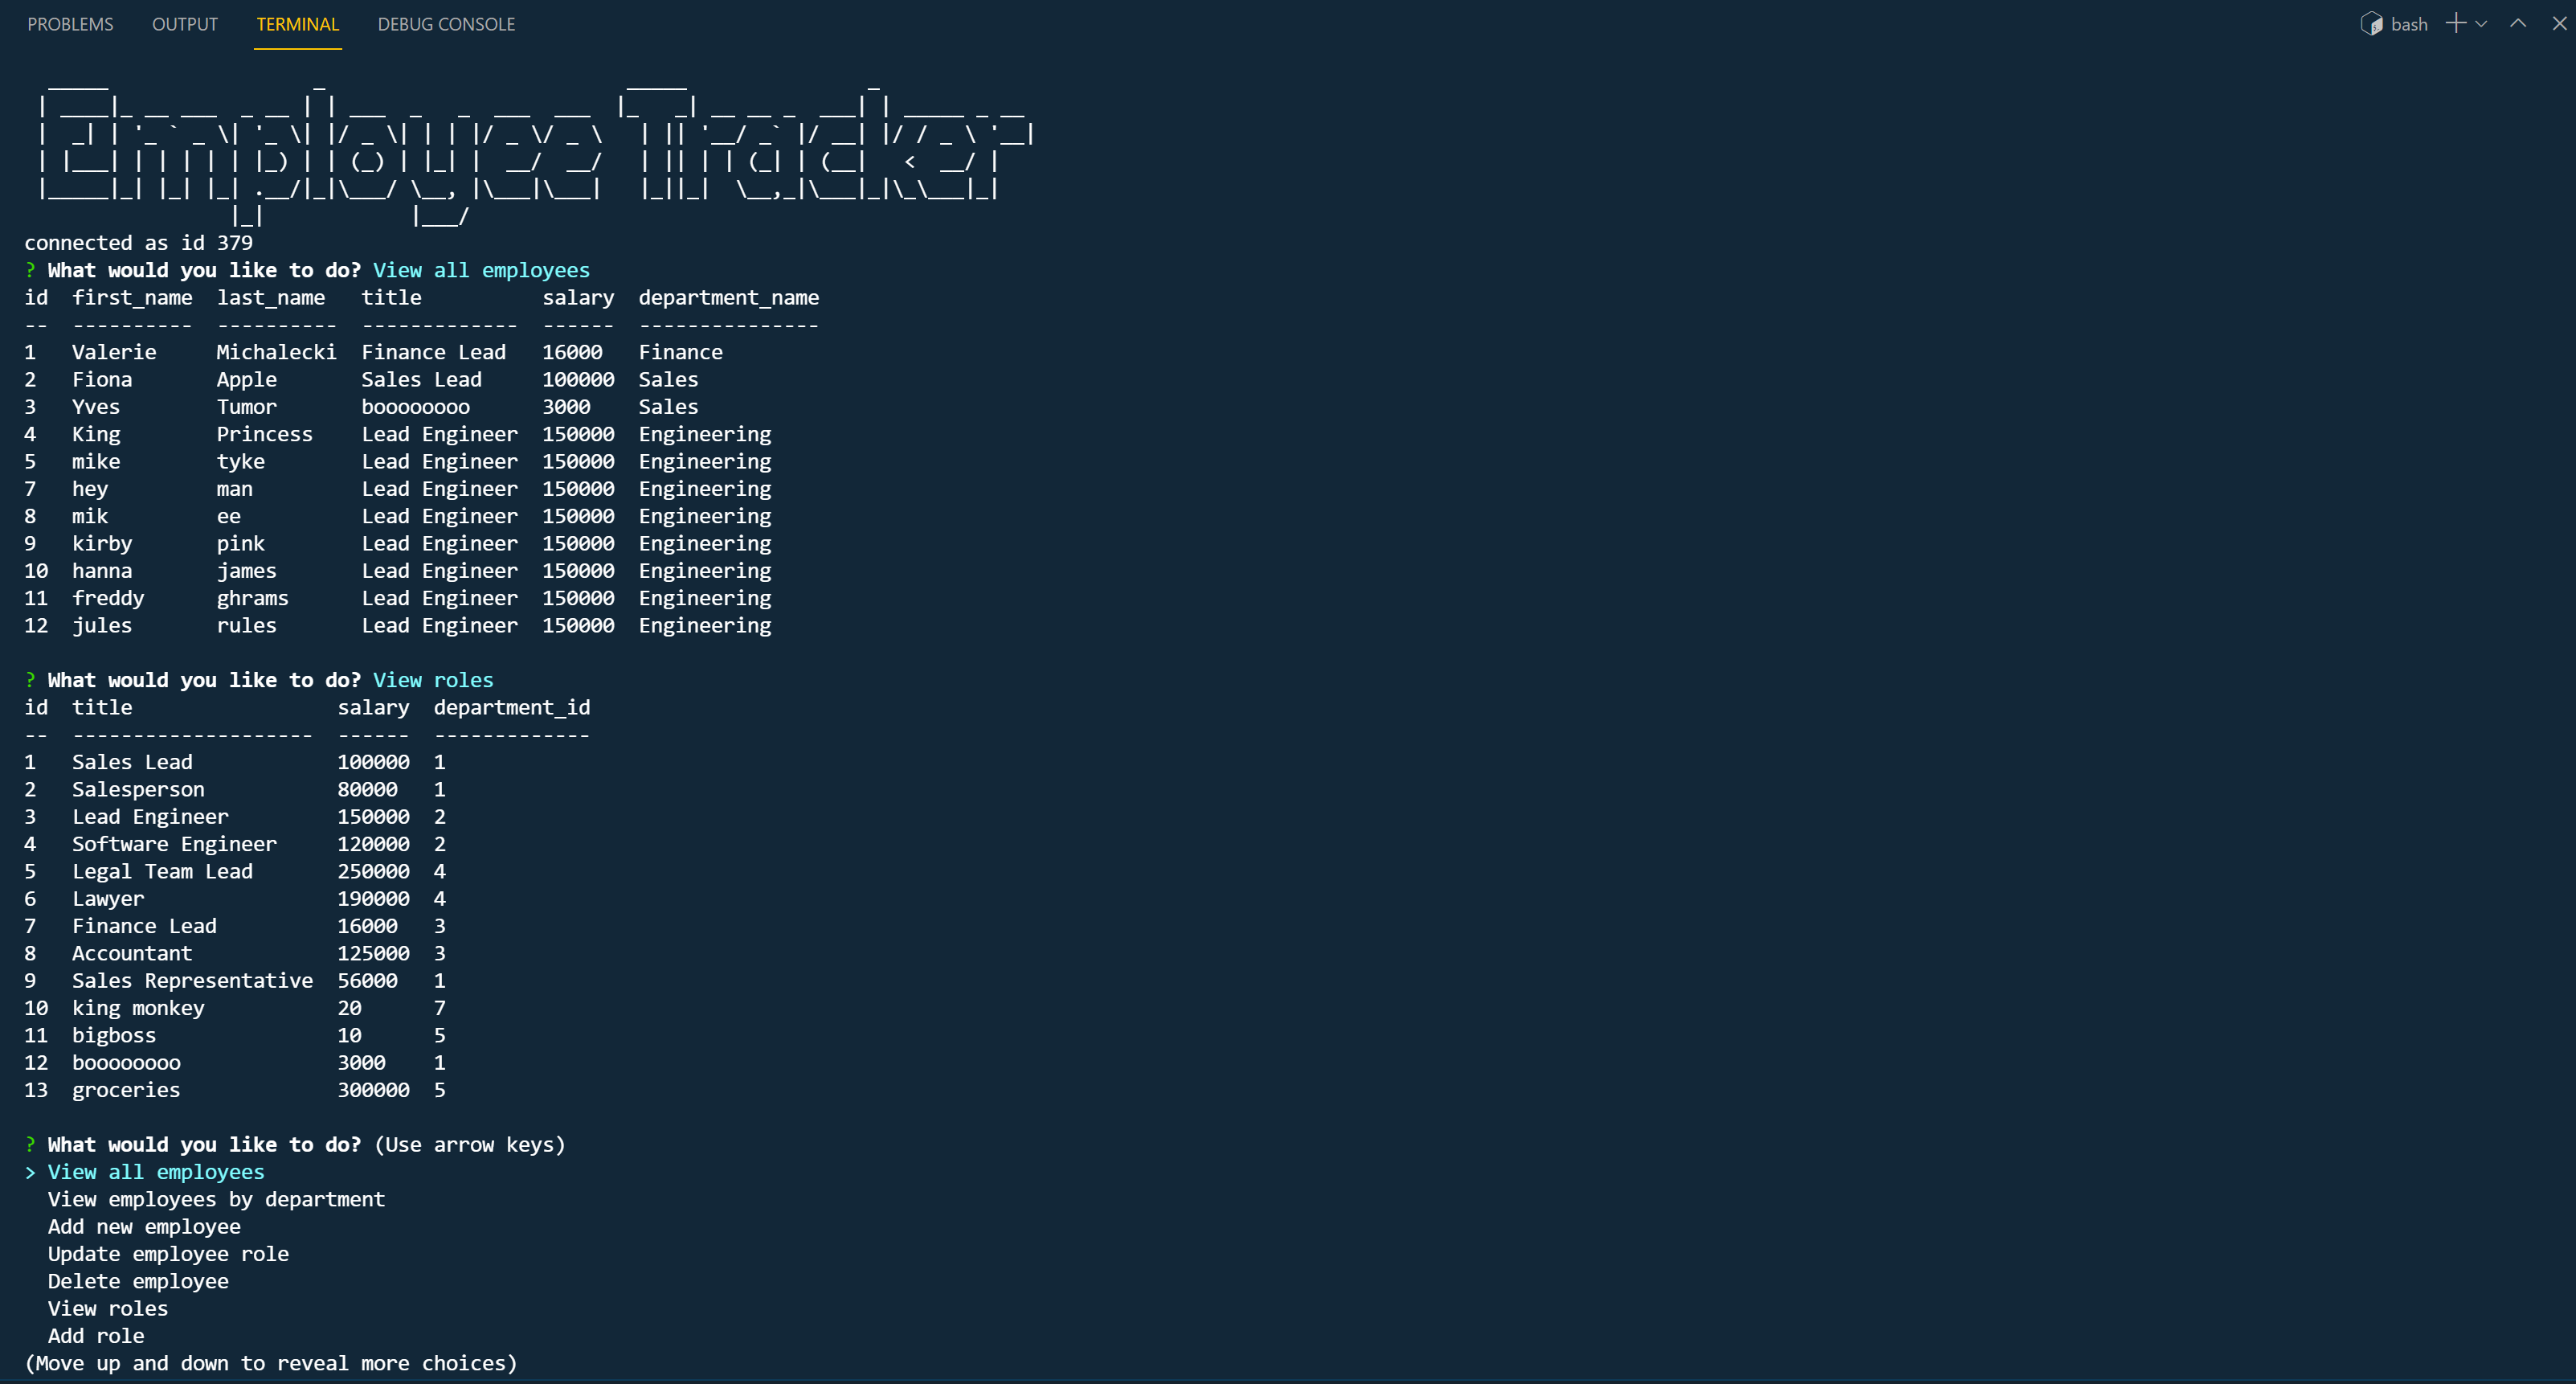 PROBLEMS OUTPUT TERMINAL DEBUG CONSOLE bash
Employee Tracker
connected as id 379
? What would you like to do? View all employees
id  first_name  last_name   title          salary  department_name
--  ----------  ----------  -------------  ------  ---------------
1   Valerie     Michalecki  Finance Lead   16000   Finance
2   Fiona       Apple       Sales Lead     100000  Sales
3   Yves        Tumor       boooooooo      3000    Sales
4   King        Princess    Lead Engineer  150000  Engineering
5   mike        tyke        Lead Engineer  150000  Engineering
7   hey         man         Lead Engineer  150000  Engineering
8   mik         ee          Lead Engineer  150000  Engineering
9   kirby       pink        Lead Engineer  150000  Engineering
10  hanna       james       Lead Engineer  150000  Engineering
11  freddy      ghrams      Lead Engineer  150000  Engineering
12  jules       rules       Lead Engineer  150000  Engineering
? What would you like to do? View roles
id  title                 salary  department_id
--  --------------------  ------  -------------
1   Sales Lead            100000  1
2   Salesperson           80000   1
3   Lead Engineer         150000  2
4   Software Engineer     120000  2
5   Legal Team Lead       250000  4
6   Lawyer                190000  4
7   Finance Lead          16000   3
8   Accountant            125000  3
9   Sales Representative  56000   1
10  king monkey           20      7
11  bigboss               10      5
12  boooooooo             3000    1
13  groceries             300000  5
? What would you like to do? (Use arrow keys)
> View all employees
  View employees by department
  Add new employee
  Update employee role
  Delete employee
  View roles
  Add role
(Move up and down to reveal more choices)